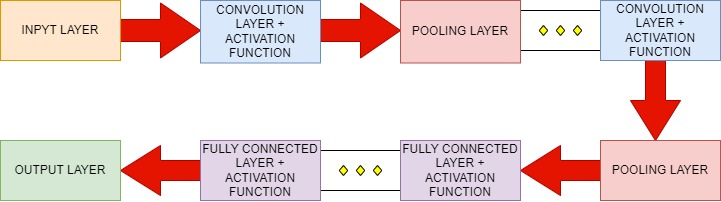 INPYT LAYER
CONVOLUTION
LAYER +
ACTIVATION
FUNCTION
POOLING LAYER
CONVOLUTION
LAYER +
ACTIVATION
FUNCTION
POOLING LAYER
FULLY CONNECTED
LAYER +
ACTIVATION
FUNCTION
FULLY CONNECTED
LAYER +
ACTIVATION
FUNCTION
OUTPUT LAYER